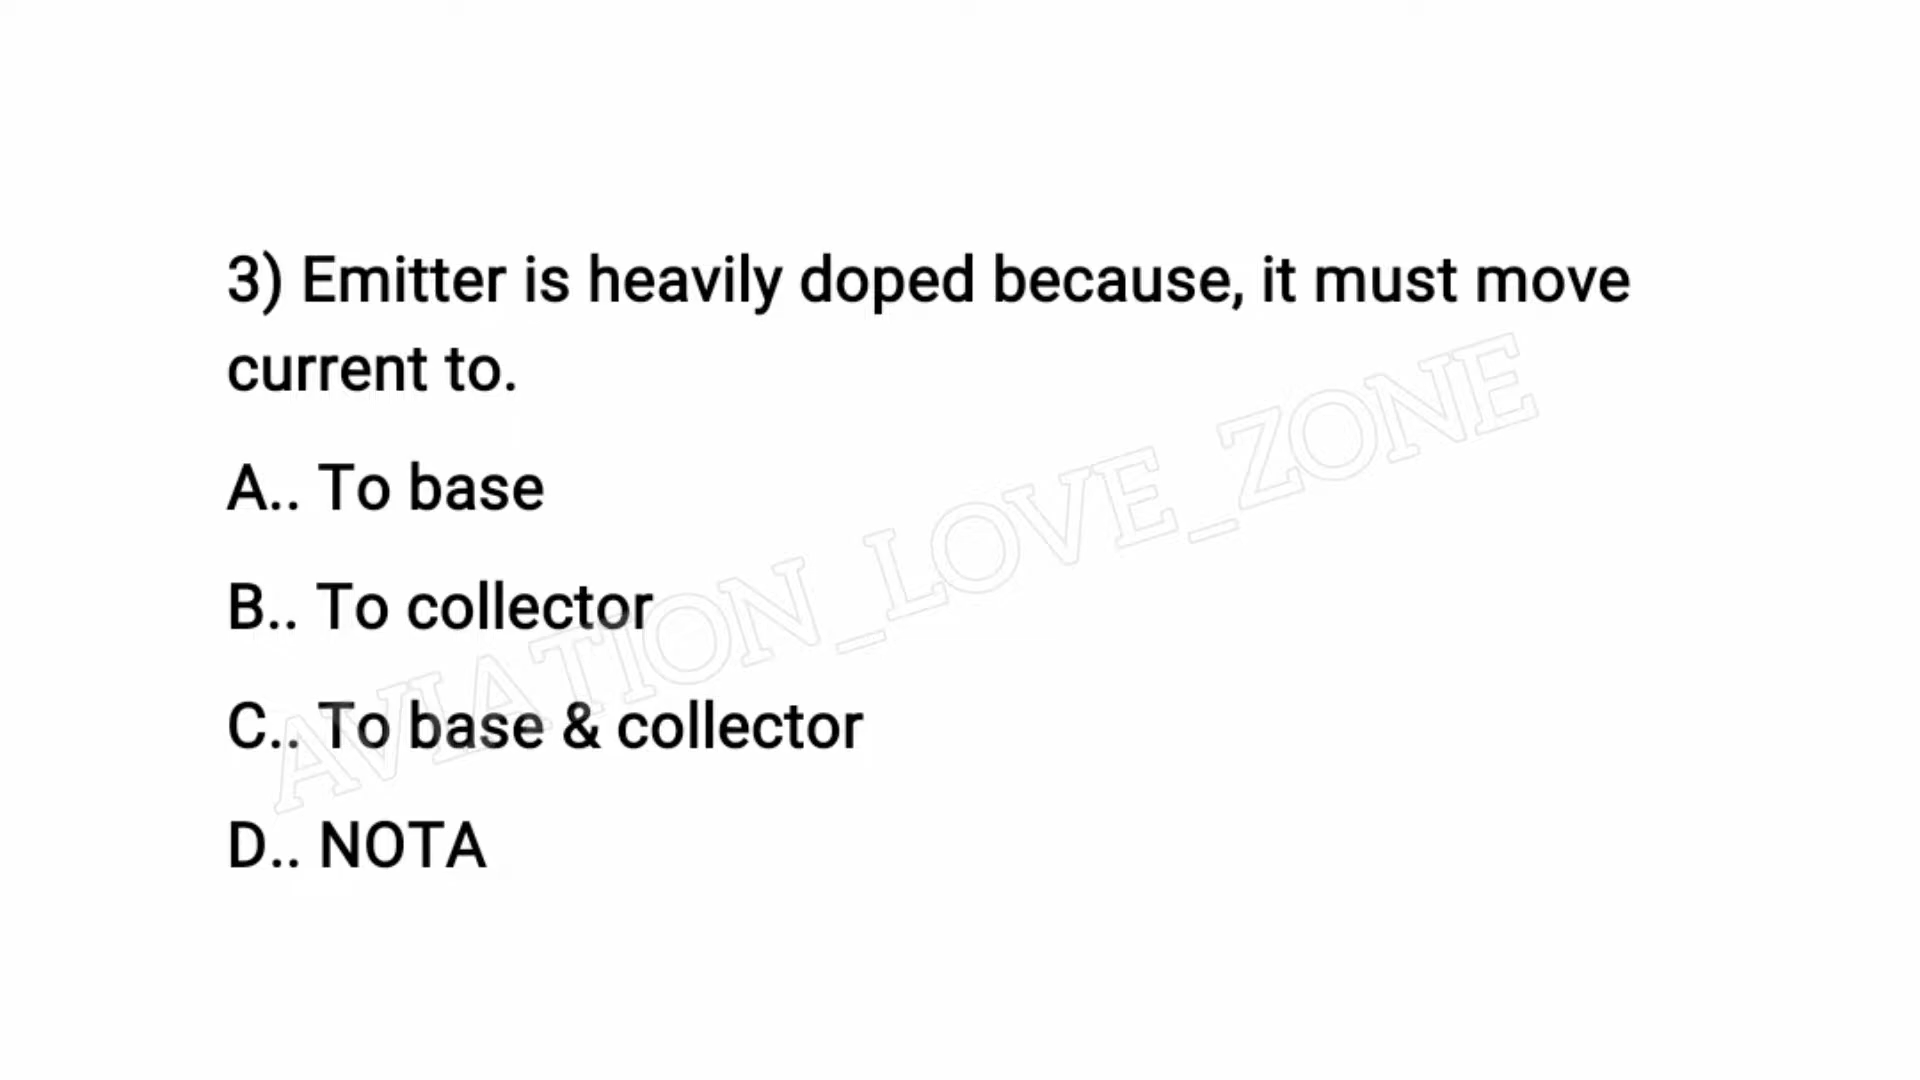 3) Emitter is heavily doped because, it must move
current to.
A.. To base
B.. To collector
C.. To base & collector
D.. NOTA
AVIATION_LOVE_ZONE